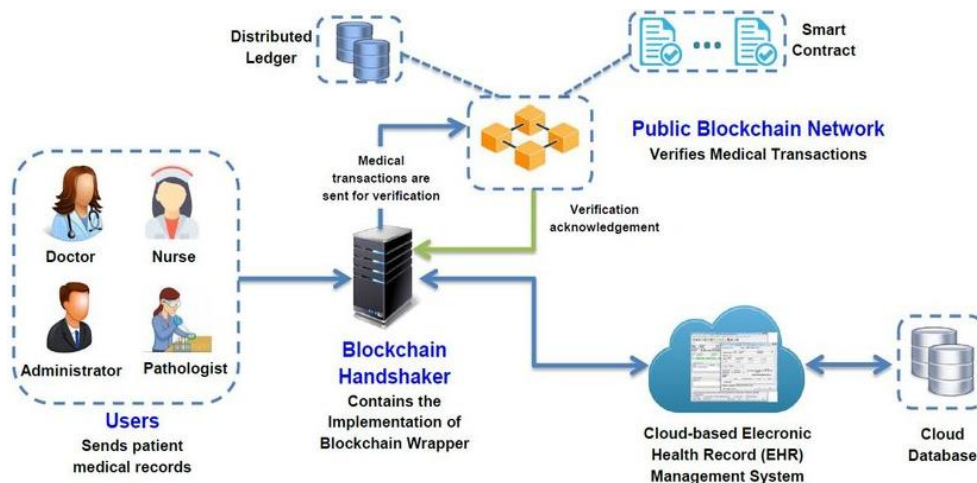 Distributed
Ledger
Smart
Contract
Public Blockchain Network
Verifies Medical Transactions
Medical
transactions are
sent for verification
Verification
acknowledgement
Doctor
Nurse
Administrator
Pathologist
Users
Sends patient
medical records
Blockchain
Handshaker
Contains the
Implementation of
Blockchain Wrapper
Cloud-based Elecronic
Health Record (EHR)
Management System
Cloud
Database